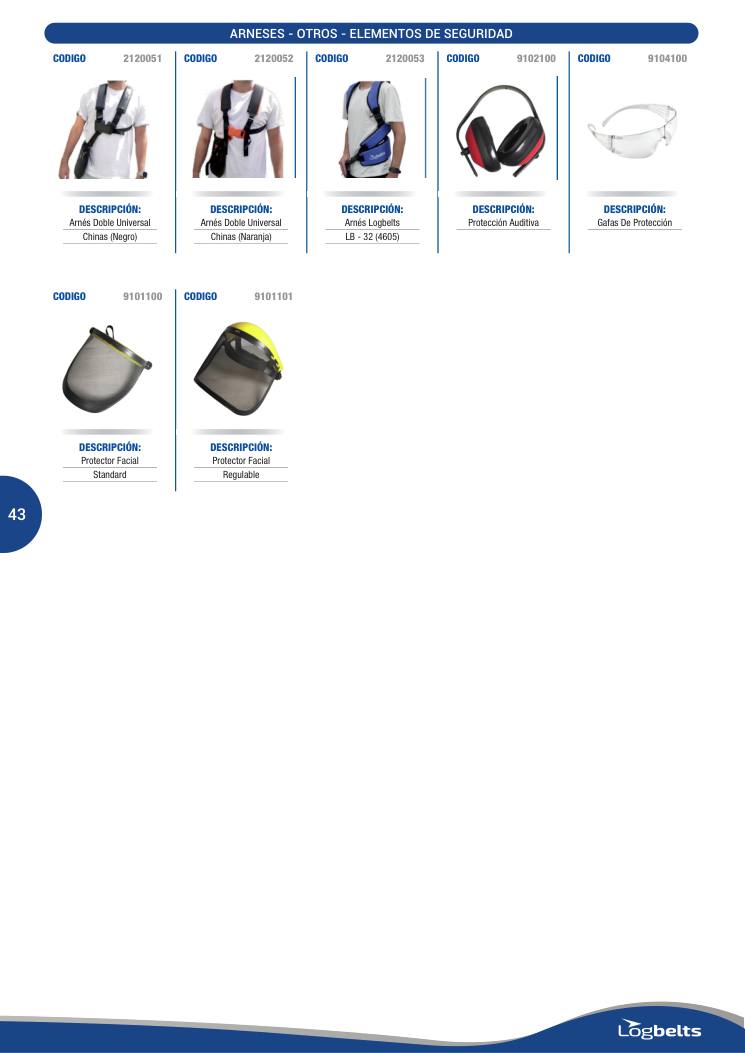 ARNESES - OTROS - ELEMENTOS DE SEGURIDAD
CODIGO 2120051
DESCRIPCIÓN:
Arnés Doble Universal
Chinas (Negro)
CODIGO 2120052
DESCRIPCIÓN:
Arnés Doble Universal
Chinas (Naranja)
CODIGO 2120053
Logbelts
DESCRIPCIÓN:
Arnés Logbelts
LB - 32 (4605)
CODIGO 9102100
DESCRIPCIÓN:
Protección Auditiva
CODIGO 9104100
DESCRIPCIÓN:
Gafas De Protección
CODIGO 9101100
DESCRIPCIÓN:
Protector Facial
Standard
CODIGO 9101101
DESCRIPCIÓN:
Protector Facial
Regulable
43
Logbelts